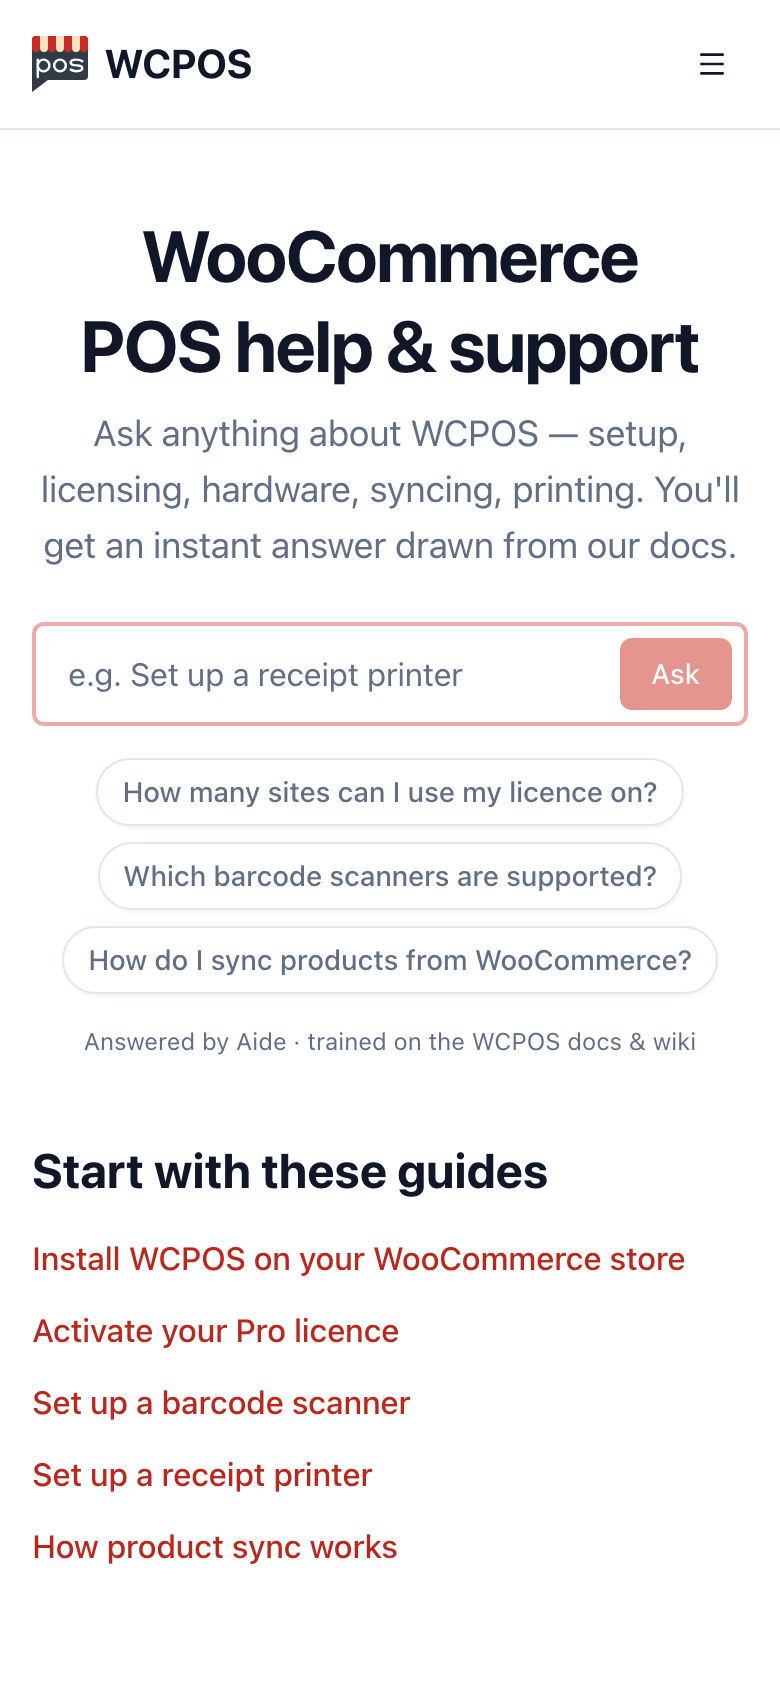 pos WCPOS
WooCommerce
POS help & support
Ask anything about WCPOS — setup,
licensing, hardware, syncing, printing. You'll
get an instant answer drawn from our docs.
e.g. Set up a receipt printer
Ask
How many sites can I use my licence on?
Which barcode scanners are supported?
How do I sync products from WooCommerce?
Answered by Aide · trained on the WCPOS docs & wiki
Start with these guides
Install WCPOS on your WooCommerce store
Activate your Pro licence
Set up a barcode scanner
Set up a receipt printer
How product sync works